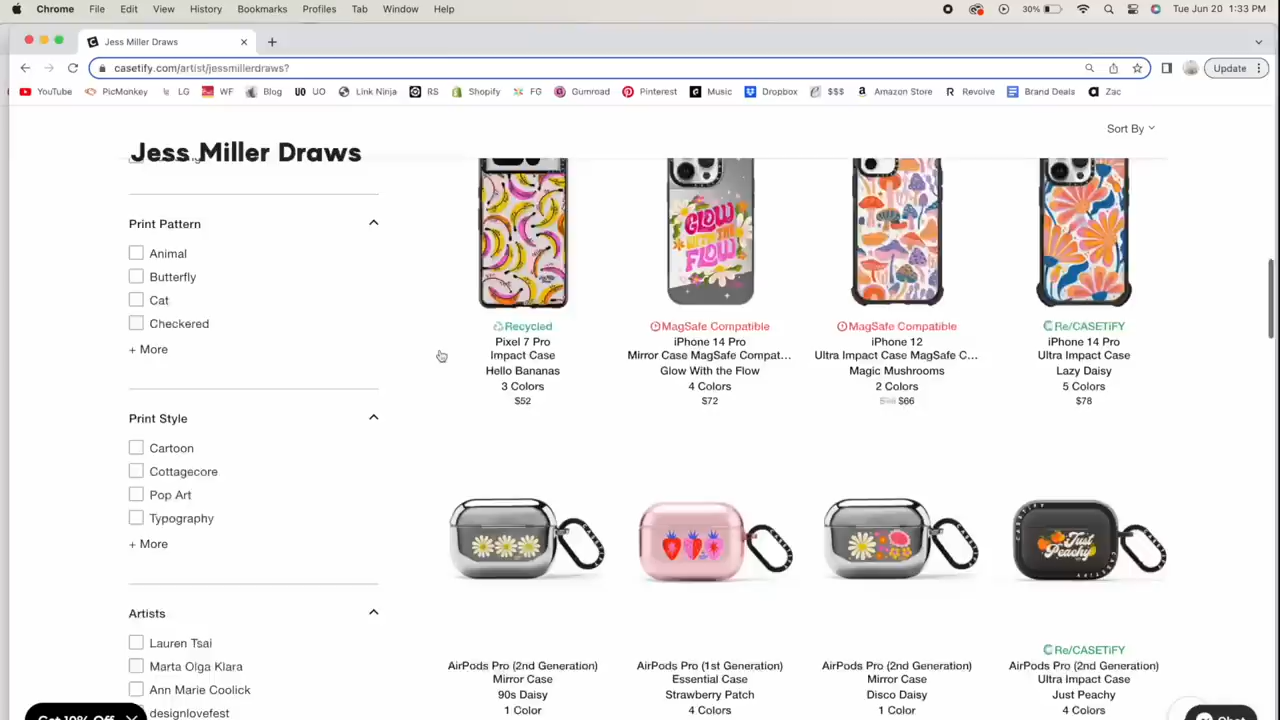 Chrome File Edit View History Bookmarks Profiles Tab Window Help 30% Tue Jun 20 1:33 PM
Jess Miller Draws
casetify.com/artist/jessmillerdraws? Update
YouTube PicMonkey LG WF Blog UO UO Link Ninja RS Shopify FG Gumroad Pinterest Music Dropbox $$$ Amazon Store Revolve Brand Deals Zac
Sort By
Jess Miller Draws
Print Pattern
Animal
Butterfly
Cat
Checkered
+ More
Print Style
Cartoon
Cottagecore
Pop Art
Typography
+ More
Artists
Lauren Tsai
Marta Olga Klara
Ann Marie Coolick
designlovefest
Get 10% Off
GLOW
WITH THE
FLOW
Recycled
Pixel 7 Pro
Impact Case
Hello Bananas
3 Colors
$52
MagSafe Compatible
iPhone 14 Pro
Mirror Case MagSafe Compat...
Glow With the Flow
4 Colors
$72
MagSafe Compatible
iPhone 12
Ultra Impact Case MagSafe C...
Magic Mushrooms
2 Colors
$66
Re/CASETiFY
iPhone 14 Pro
Ultra Impact Case
Lazy Daisy
5 Colors
$78
AirPods Pro (2nd Generation)
Mirror Case
90s Daisy
1 Color
AirPods Pro (1st Generation)
Essential Case
Strawberry Patch
4 Colors
AirPods Pro (2nd Generation)
Mirror Case
Disco Daisy
1 Color
CASETiFY
Just
Peachy
CASETiFY
Re/CASETiFY
AirPods Pro (2nd Generation)
Ultra Impact Case
Just Peachy
4 Colors
Chat